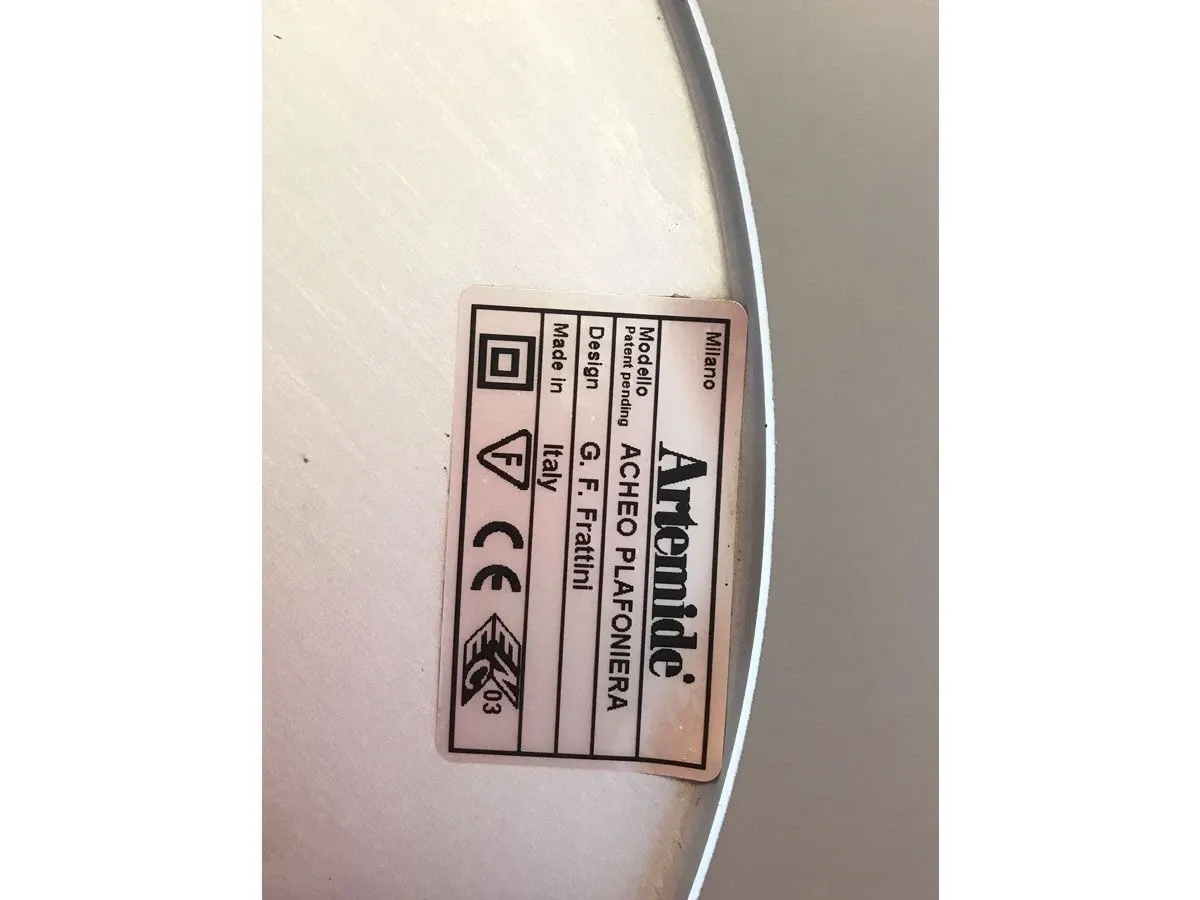 Milano
Artemide
Modello ACHEO PLAFONIERA
Patent pending
Design G. F. Frattini
Made in Italy
F CE 03